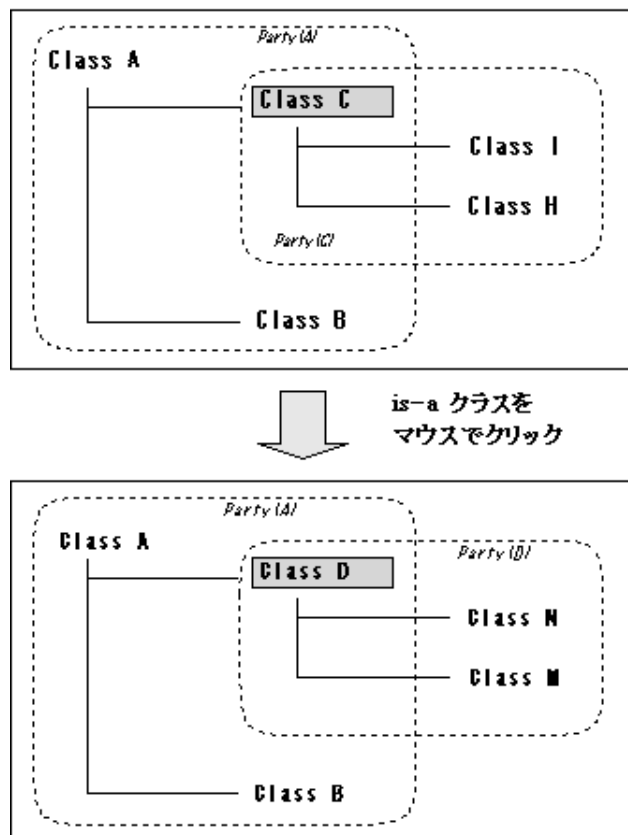 Party(A)
Class A
Class C
Class I
Class H
Party(C)
Class B
is-a クラスを
マウスでクリック
Party(A)
Class A
Party(D)
Class D
Class N
Class M
Class B